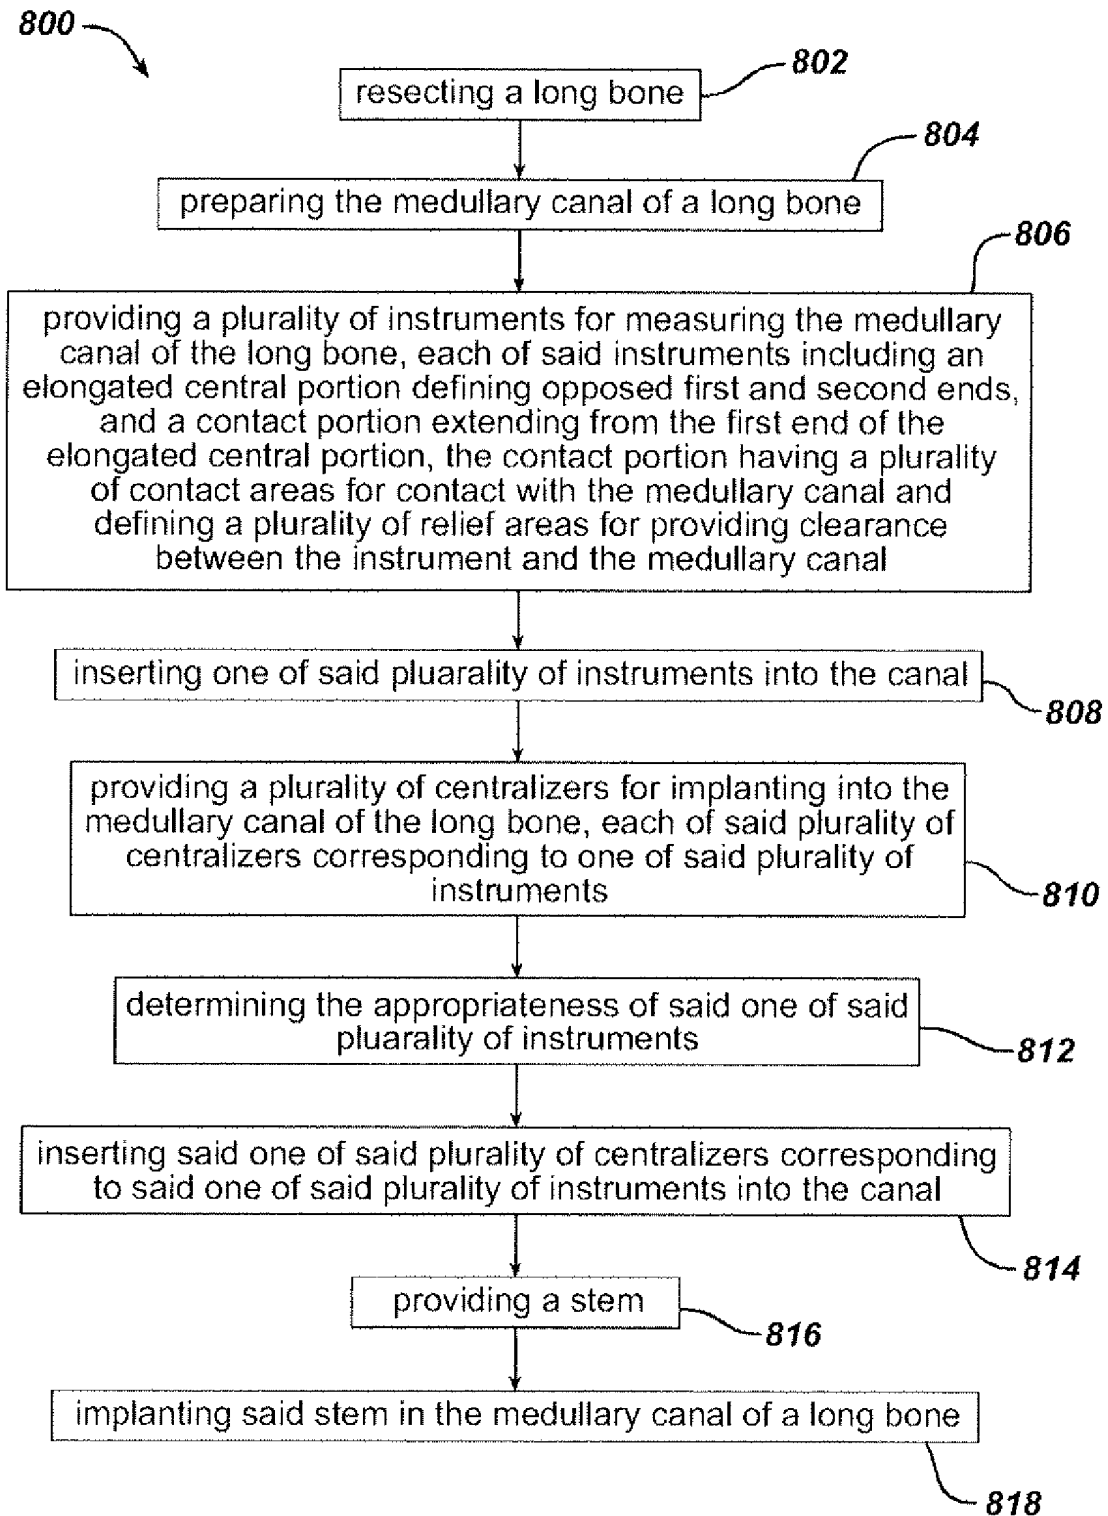 800
802
resecting a long bone
804
preparing the medullary canal of a long bone
806
providing a plurality of instruments for measuring the medullary
canal of the long bone, each of said instruments including an
elongated central portion defining opposed first and second ends,
and a contact portion extending from the first end of the
elongated central portion, the contact portion having a plurality
of contact areas for contact with the medullary canal and
defining a plurality of relief areas for providing clearance
between the instrument and the medullary canal
inserting one of said pluarality of instruments into the canal
808
providing a plurality of centralizers for implanting into the
medullary canal of the long bone, each of said plurality of
centralizers corresponding to one of said plurality of
instruments
810
determining the appropriateness of said one of said
pluarality of instruments
812
inserting said one of said plurality of centralizers corresponding
to said one of said plurality of instruments into the canal
814
providing a stem
816
implanting said stem in the medullary canal of a long bone
818